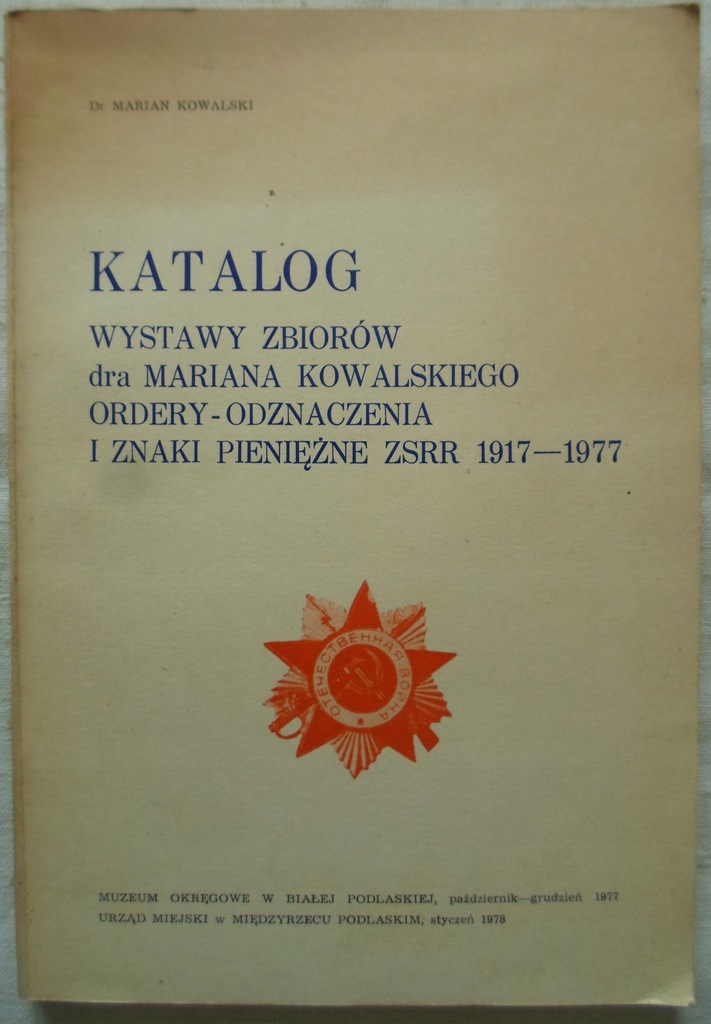 Dr MARIAN KOWALSKI
KATALOG
WYSTAWY ZBIORÓW
dra MARIANA KOWALSKIEGO
ORDERY-ODZNACZENIA
I ZNAKI PIENIĘŻNE ZSRR 1917—1977
ОТЕЧЕСТВЕННАЯ ВОЙНА
MUZEUM OKRĘGOWE W BIAŁEJ PODLASKIEJ, październik—grudzień 1977
URZĄD MIEJSKI w MIĘDZYRZECU PODLASKIM, styczeń 1978